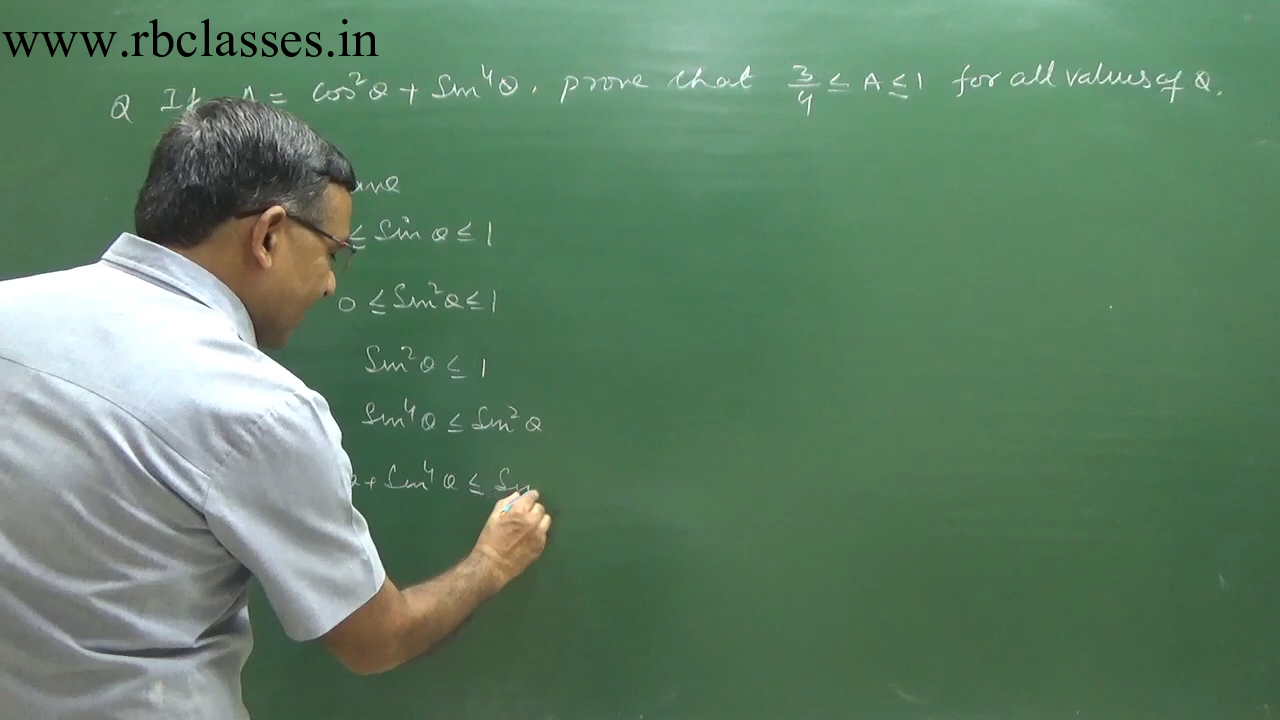 www.rbclasses.in
Q If A = cos²θ + Sin⁴θ. prove that 3/4 ≤ A ≤ 1 for all values of θ.
≤ Sin θ ≤ 1
0 ≤ Sin²θ ≤ 1
Sin²θ ≤ 1
Sin⁴θ ≤ Sin²θ
θ + Sin⁴θ ≤ Sin